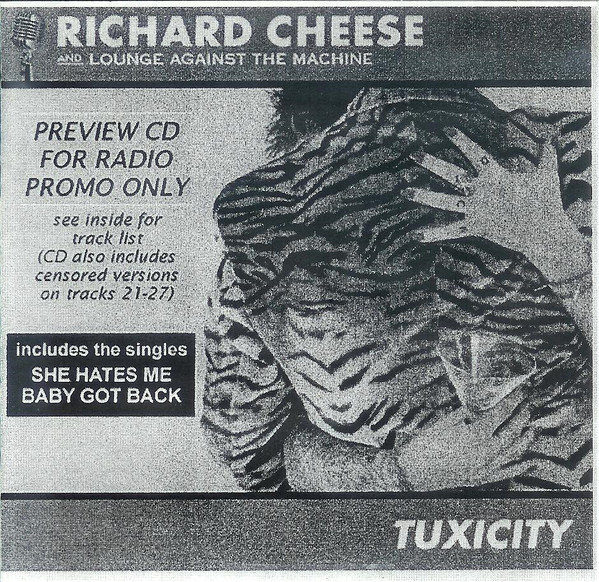 RICHARD CHEESE
AND LOUNGE AGAINST THE MACHINE
PREVIEW CD
FOR RADIO
PROMO ONLY
see inside for
track list
(CD also includes
censored versions
on tracks 21-27)
includes the singles
SHE HATES ME
BABY GOT BACK
TUXICITY